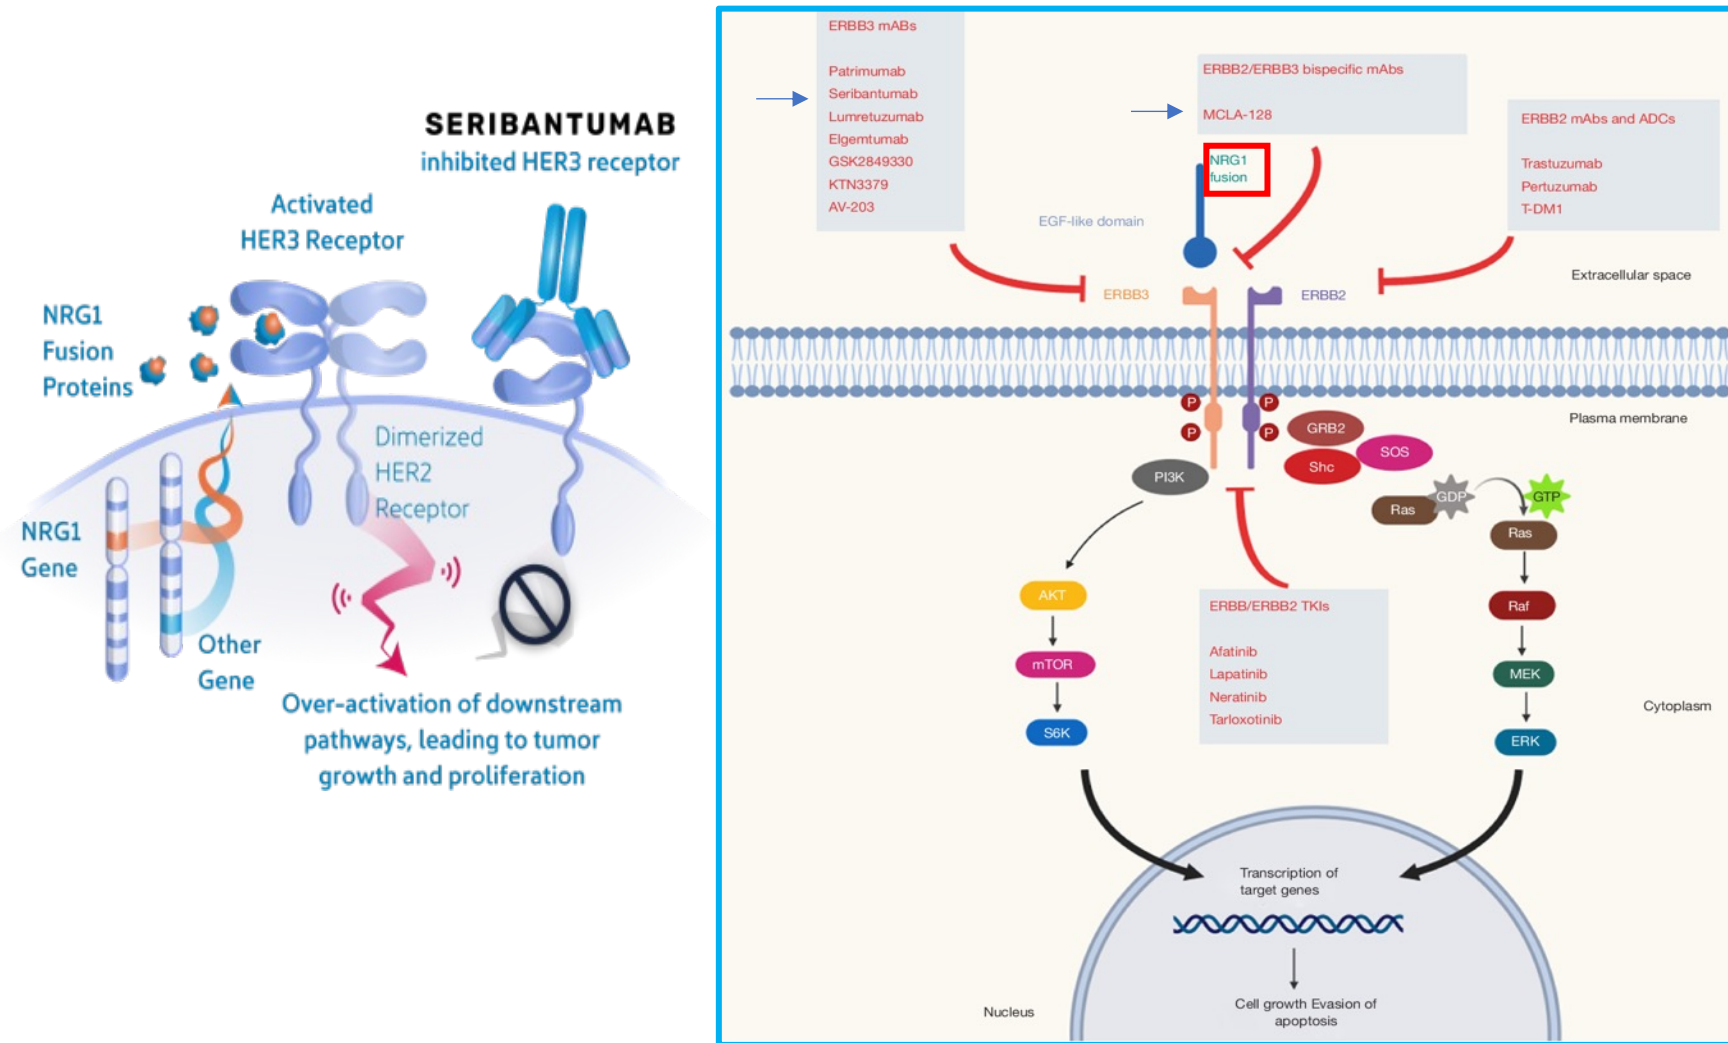 SERIBANTUMAB
inhibited HER3 receptor
Activated
HER3 Receptor
NRG1
Fusion
Proteins
Dimerized
HER2
Receptor
NRG1
Gene
Other
Gene
Over-activation of downstream
pathways, leading to tumor
growth and proliferation
ERBB3 mABs
Patrimumab
Seribantumab
Lumretuzumab
Elgemtumab
GSK2849330
KTN3379
AV-203
ERBB2/ERBB3 bispecific mAbs
MCLA-128
NRG1
fusion
ERBB2 mAbs and ADCs
Trastuzumab
Pertuzumab
T-DM1
EGF-like domain
Extracellular space
ERBB3
ERBB2
Plasma membrane
P
P
P
P
GRB2
Shc
SOS
PI3K
Ras
GDP
GTP
Ras
AKT
mTOR
S6K
ERBB/ERBB2 TKIs
Afatinib
Lapatinib
Neratinib
Tarloxotinib
Raf
MEK
ERK
Cytoplasm
Transcription of
target genes
Cell growth Evasion of
apoptosis
Nucleus